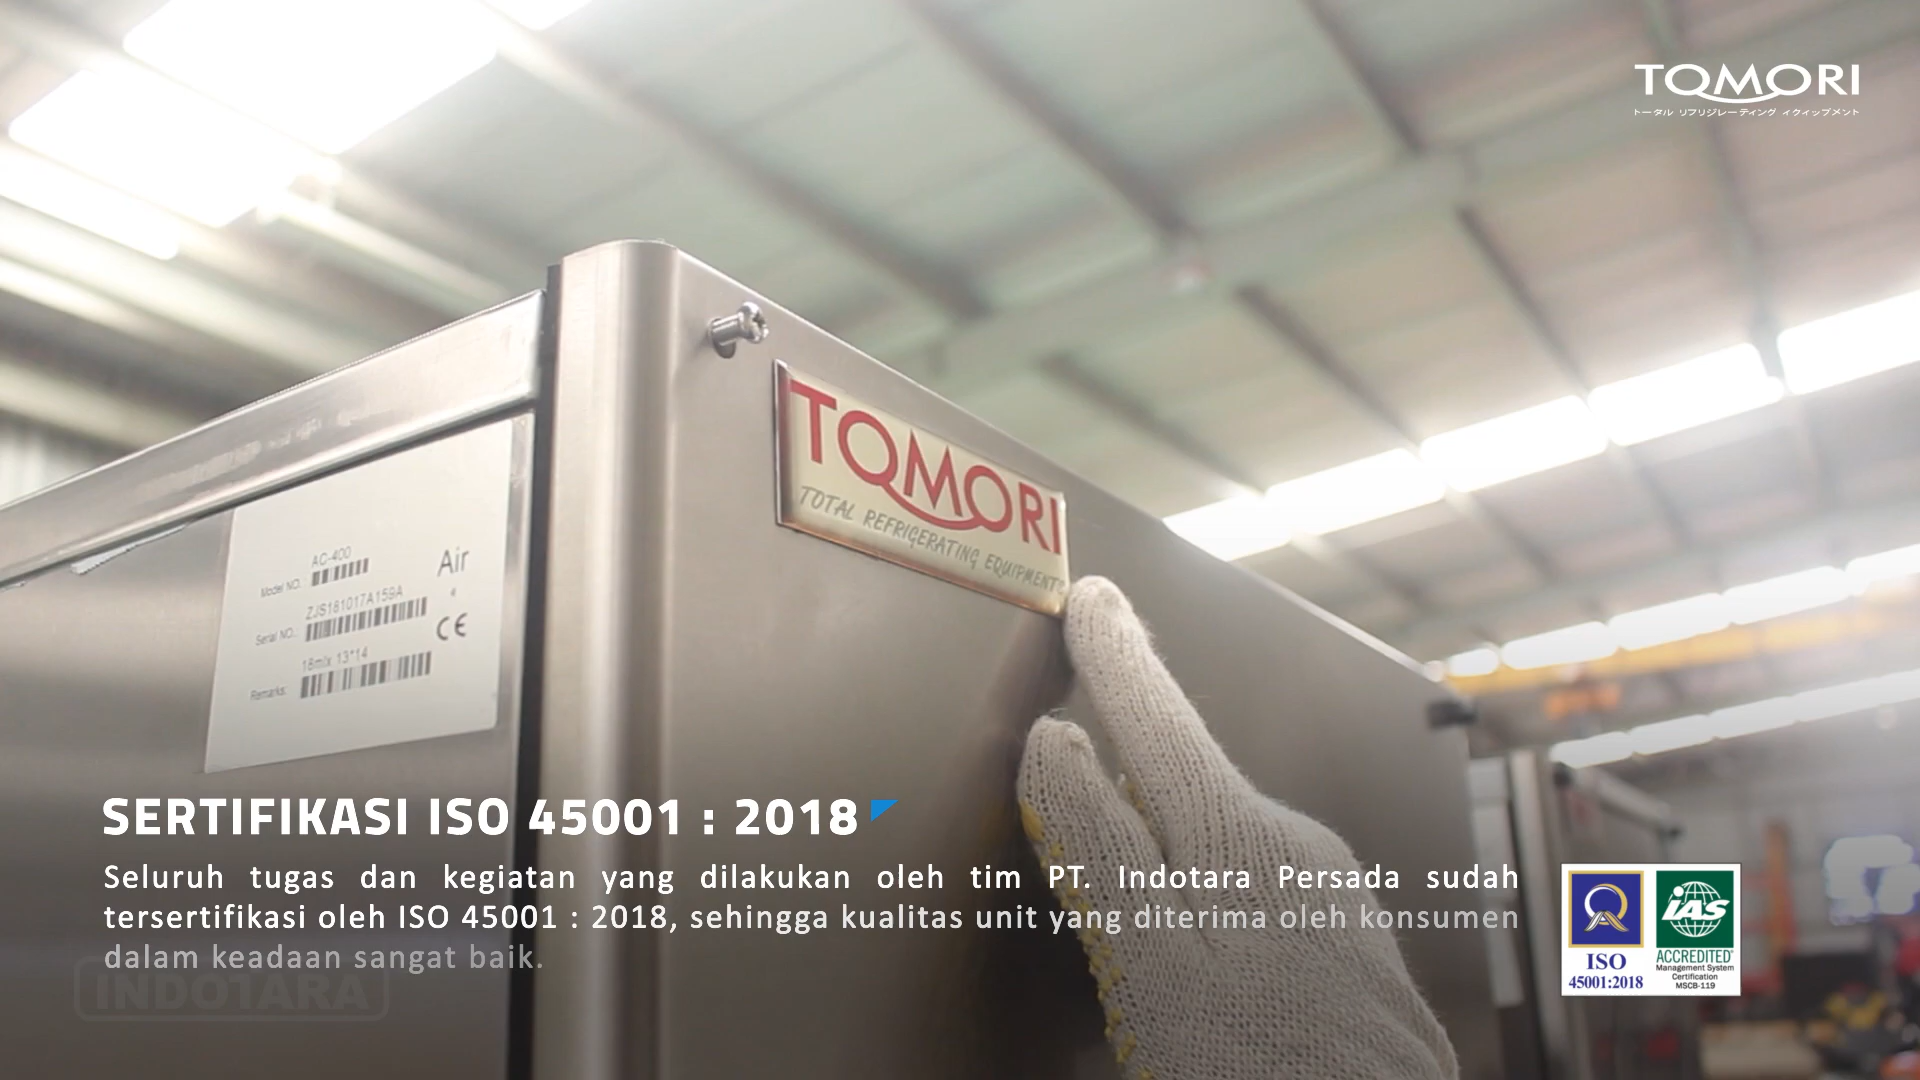 TOMORI
トータル リフリジレーティング イクィップメント
TOMORI
TOTAL REFRIGERATING EQUIPMENT
Model NO. AC-400
Air
Serial NO.: ZJS181017A159A
CE
Remarks: 18mix 13*14
SERTIFIKASI ISO 45001 : 2018
Seluruh tugas dan kegiatan yang dilakukan oleh tim PT. Indotara Persada sudah
tersertifikasi oleh ISO 45001 : 2018, sehingga kualitas unit yang diterima oleh konsumen
dalam keadaan sangat baik.
INDOTARA
ISO
45001:2018
iAS
ACCREDITED
Management System
Certification
MSCB-119